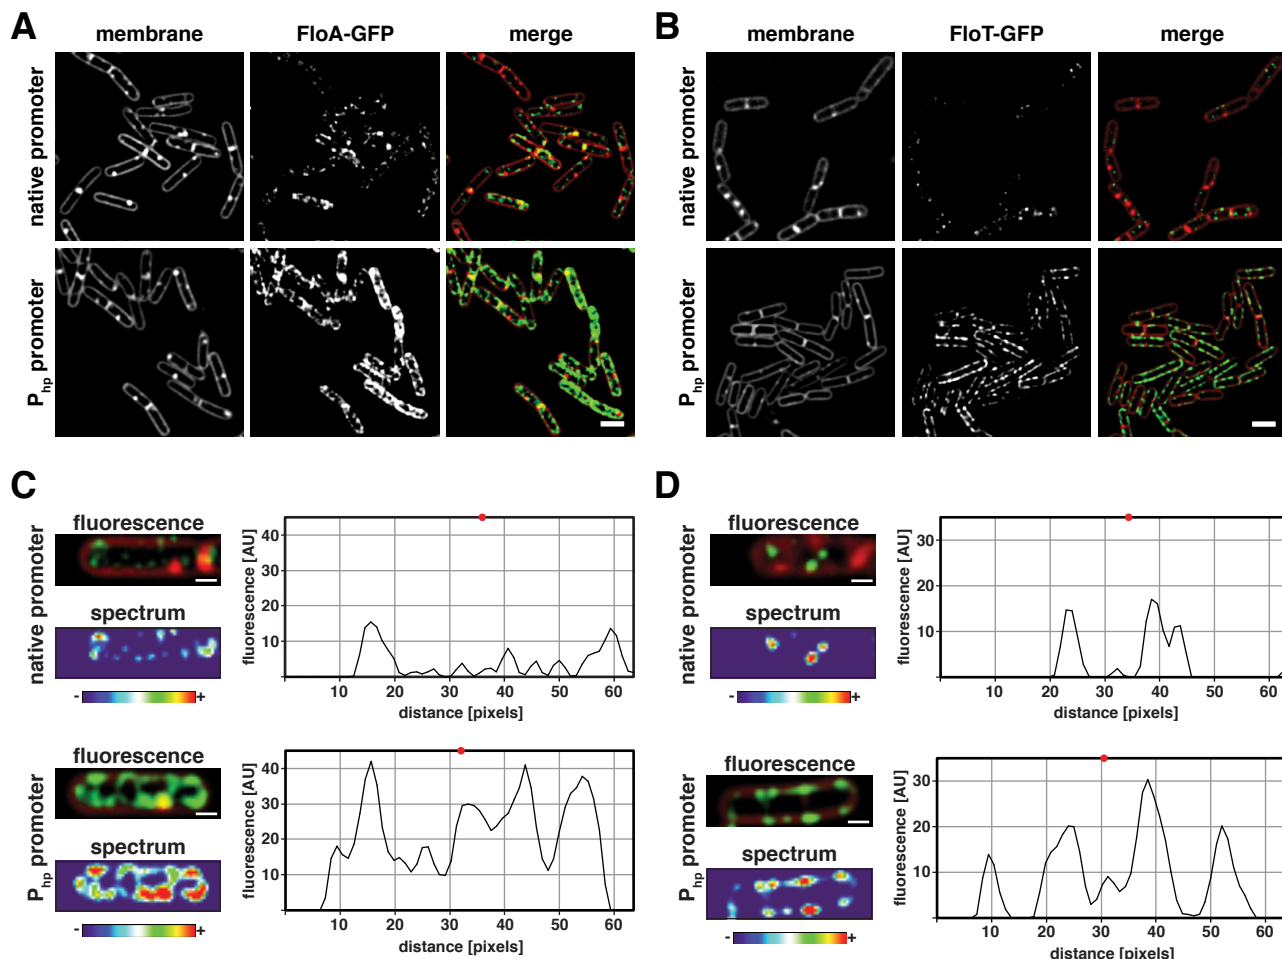 A
membrane
FloA-GFP
merge
native promoter
Php promoter
B
membrane
FloT-GFP
merge
native promoter
Php promoter
C
native promoter
fluorescence
spectrum
- +
fluorescence [AU]
40
30
20
10
10 20 30 40 50 60
distance [pixels]
Php promoter
fluorescence
spectrum
- +
fluorescence [AU]
40
30
20
10
10 20 30 40 50 60
distance [pixels]
D
native promoter
fluorescence
spectrum
- +
fluorescence [AU]
30
20
10
10 20 30 40 50 60
distance [pixels]
Php promoter
fluorescence
spectrum
- +
fluorescence [AU]
30
20
10
10 20 30 40 50 60
distance [pixels]